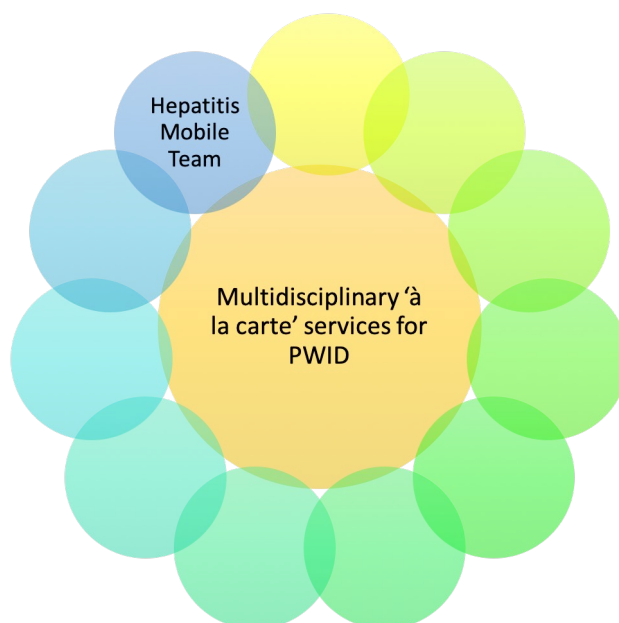 Hepatitis
Mobile
Team
Multidisciplinary ‘à
la carte’ services for
PWID